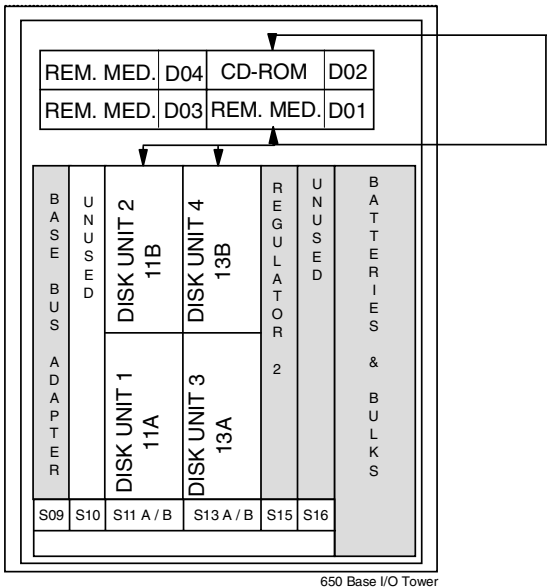 REM. MED. D04 CD-ROM D02
REM. MED. D03 REM. MED. D01
BASE BUS ADAPTER
UNUSED
DISK UNIT 2
11B
DISK UNIT 4
13B
DISK UNIT 1
11A
DISK UNIT 3
13A
REGULATOR 2
UNUSED
BATTERIES & BULKS
S09 S10 S11 A / B S13 A / B S15 S16
650 Base I/O Tower